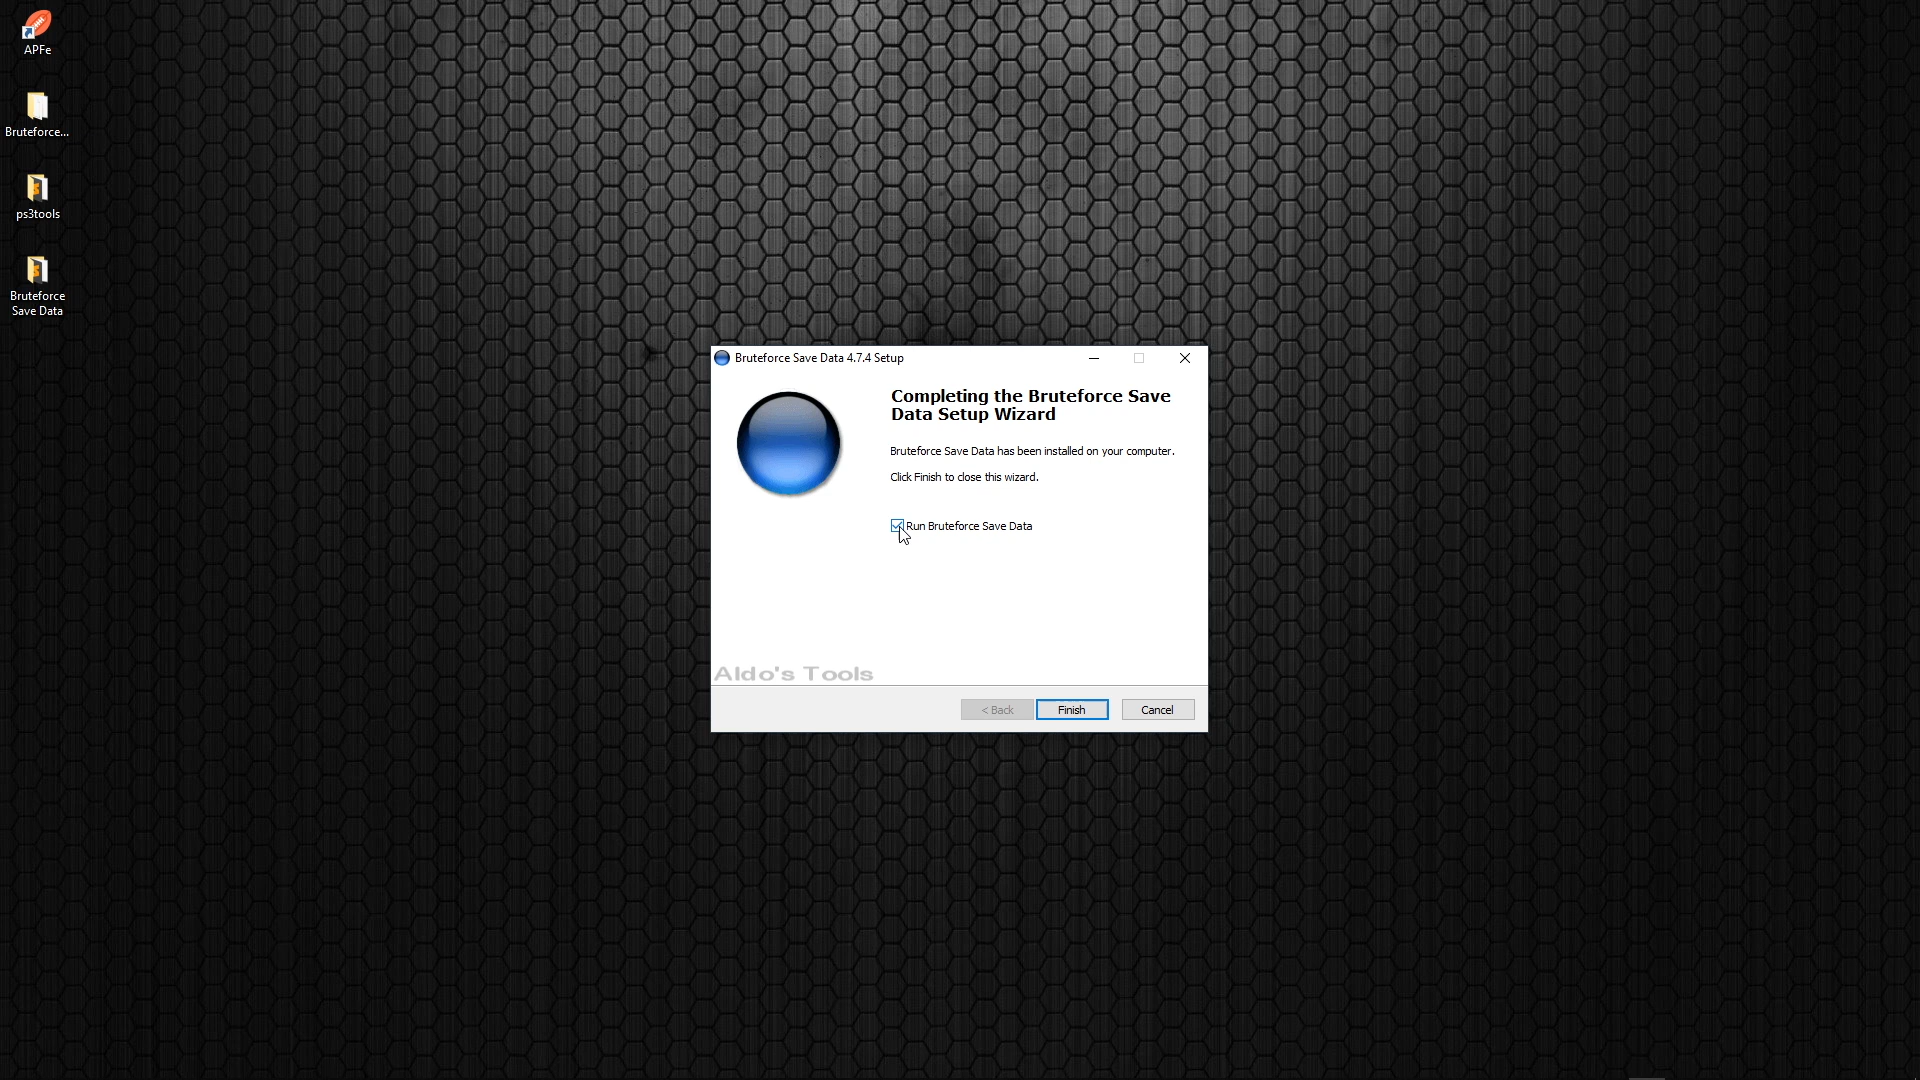 APFe
Bruteforce...
ps3tools
Bruteforce
Save Data
Bruteforce Save Data 4.7.4 Setup
Completing the Bruteforce Save
Data Setup Wizard
Bruteforce Save Data has been installed on your computer.
Click Finish to close this wizard.
Run Bruteforce Save Data
Aldo's Tools
< Back
Finish
Cancel